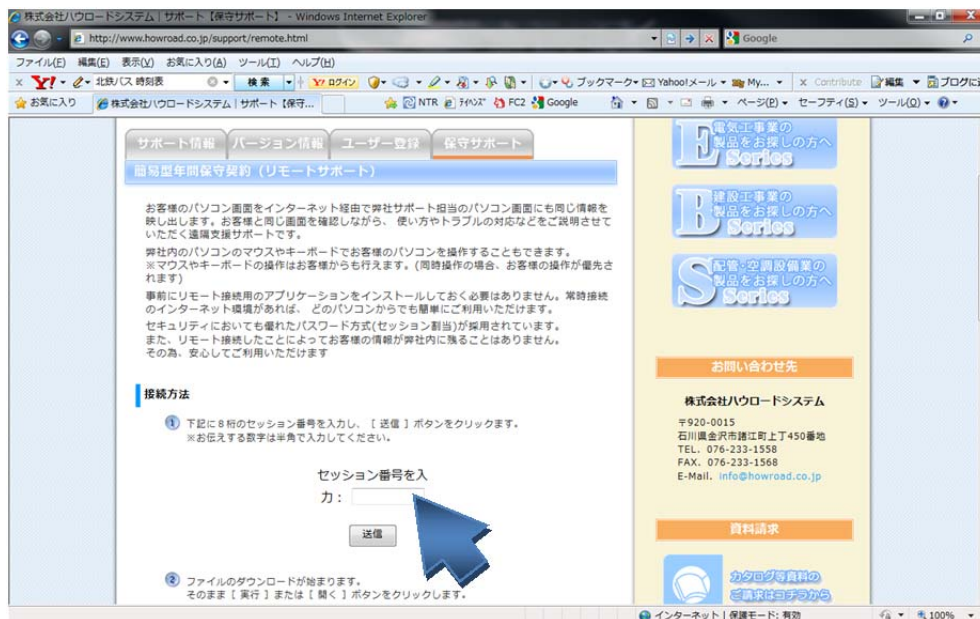 株式会社ハウロードシステム | サポート【保守サポート】 - Windows Internet Explorer
http://www.howroad.co.jp/support/remote.html
Google
ファイル(F) 編集(E) 表示(V) お気に入り(A) ツール(T) ヘルプ(H)
Y! 北鉄バス 時刻表 検索 Y! ログイン ブックマーク Yahoo!メール My... x Contribute 編集 ブログに
お気に入り 株式会社ハウロードシステム | サポート【保守... NTR FC2 Google ページ(P) セーフティ(S) ツール(O)
サポート情報 バージョン情報 ユーザー登録 保守サポート
簡易型年間保守契約（リモートサポート）
お客様のパソコン画面をインターネット経由で弊社サポート担当のパソコン画面にも同じ情報を
映し出します。お客様と同じ画面を確認しながら、 使い方やトラブルの対応などをご説明させて
いただく遠隔支援サポートです。
弊社内のパソコンのマウスやキーボードでお客様のパソコンを操作することもできます。
※マウスやキーボードの操作はお客様からも行えます。(同時操作の場合、お客様の操作が優先さ
れます)
事前にリモート接続用のアプリケーションをインストールしておく必要はありません。常時接続
のインターネット環境があれば、 どのパソコンからでも簡単にご利用いただけます。
セキュリティにおいても優れたパスワード方式(セッション割当)が採用されています。
また、リモート接続したことによってお客様の情報が弊社内に残ることはありません。
その為、安心してご利用いただけます
接続方法
1 下記に８桁のセッション番号を入力し、［ 送信 ］ボタンをクリックます。
※お伝えする数字は半角で入力してください。
セッション番号を入
力：
送信
2 ファイルのダウンロードが始まります。
そのまま［ 実行 ］または［ 開く ］ボタンをクリックします。
電気工事業の
製品をお探しの方へ
E Series
建設工事業の
製品をお探しの方へ
D Series
配管・空調設備業の
製品をお探しの方へ
S Series
お問い合わせ先
株式会社ハウロードシステム
〒920-0015
石川県金沢市諸江町上丁450番地
TEL. 076-233-1558
FAX. 076-233-1568
E-Mail. info@howroad.co.jp
資料請求
カタログ等資料の
ご請求はコチラから
インターネット | 保護モード: 有効 100%